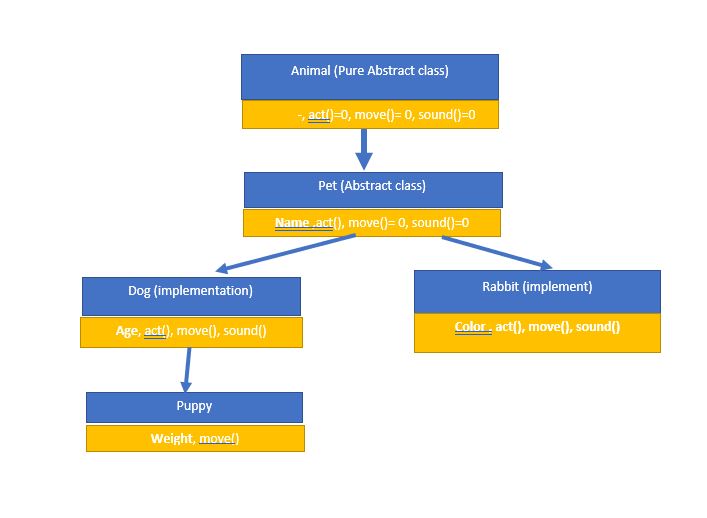 Animal (Pure Abstract class)
-, act()=0, move()= 0, sound()=0
Pet (Abstract class)
Name ,act(), move()= 0, sound()=0
Dog (implementation)
Age, act(), move(), sound()
Rabbit (implement)
Color , act(), move(), sound()
Puppy
Weight, move()